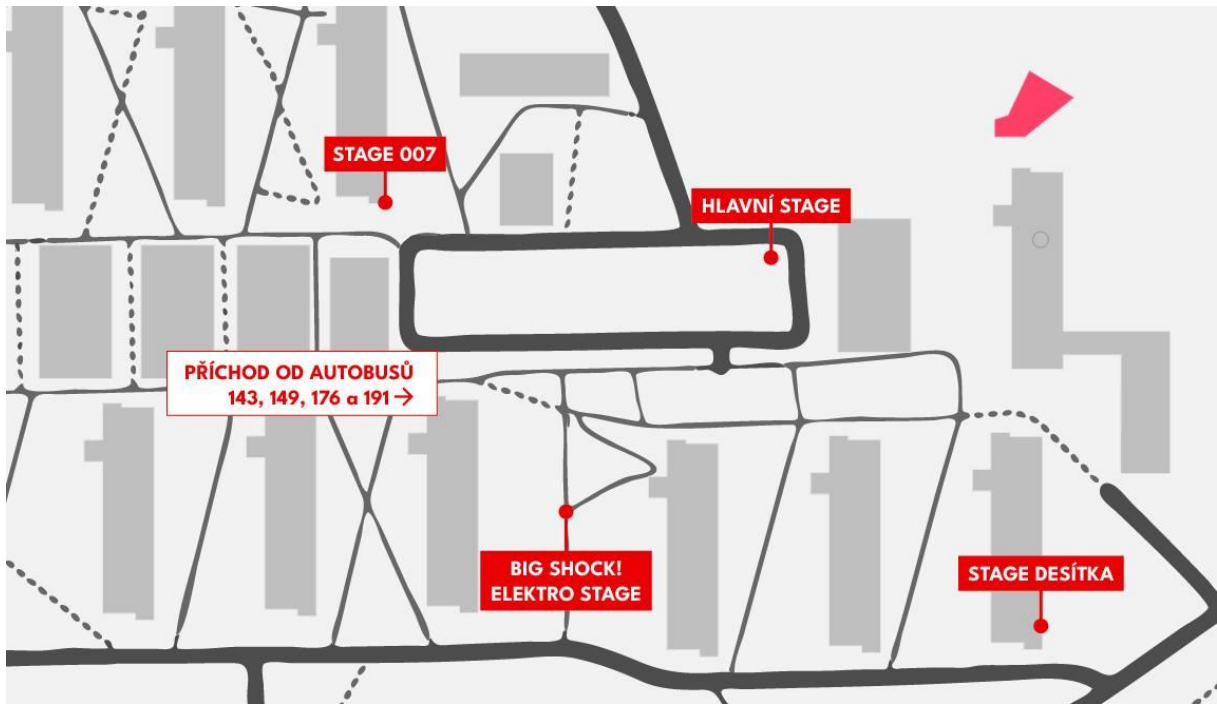 STAGE 007
HLAVNÍ STAGE
PŘÍCHOD OD AUTOBUSŮ
143, 149, 176 a 191 →
BIG SHOCK!
ELEKTRO STAGE
STAGE DESÍTKA